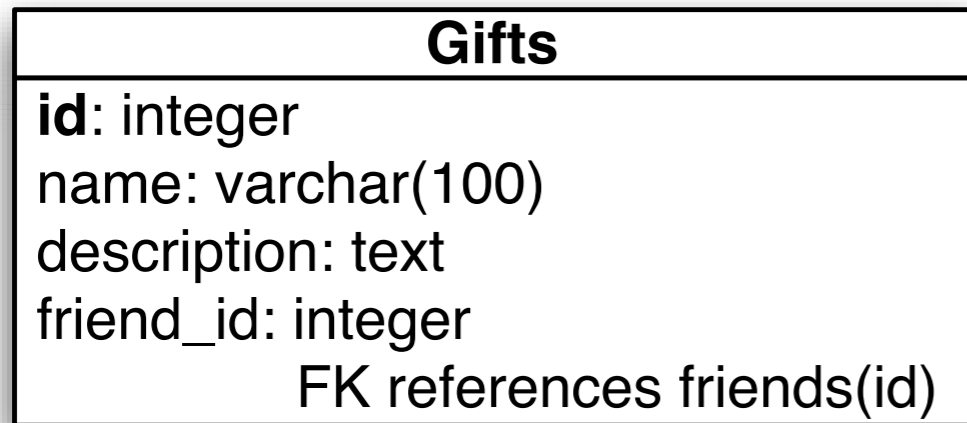 Gifts
id: integer
name: varchar(100)
description: text
friend_id: integer
FK references friends(id)